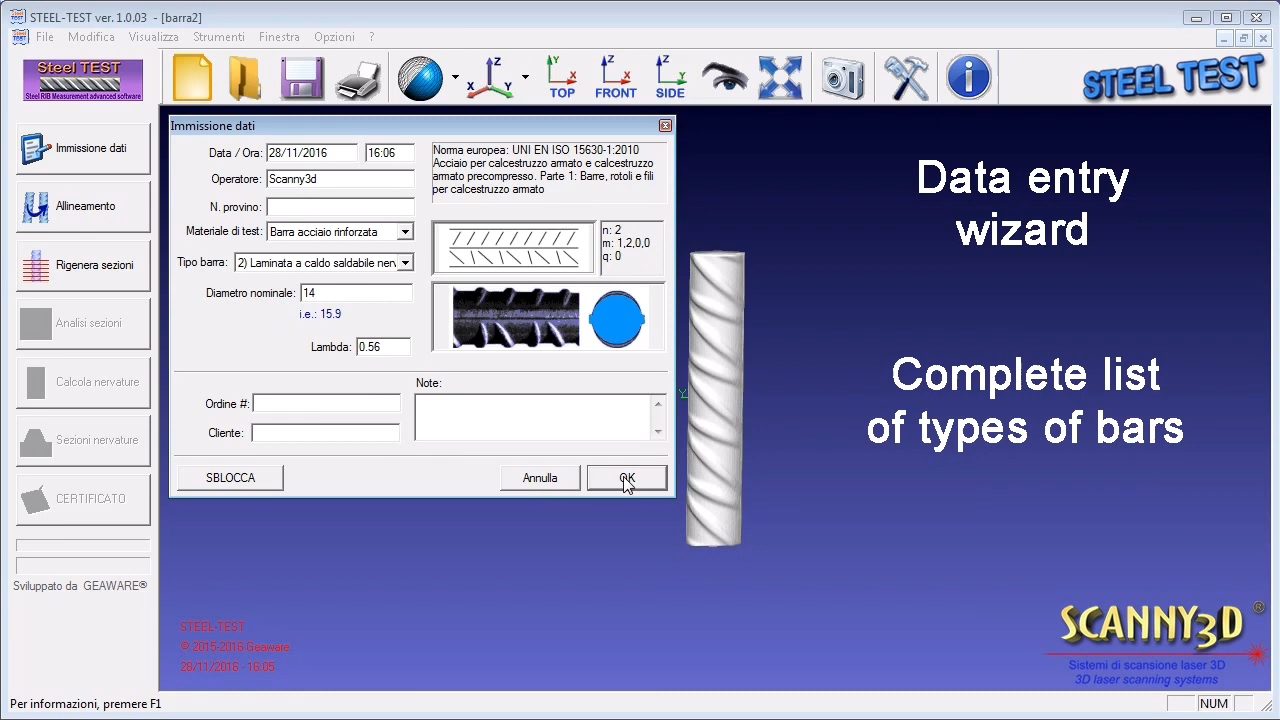 STEEL-TEST ver. 1.0.03 - [barra2]
File Modifica Visualizza Strumenti Finestra Opzioni ?
Steel TEST
Steel RIB Measurement advanced software
Y X TOP
Z X FRONT
Z Y SIDE
X Z Y
STEEL TEST
Immissione dati
Allineamento
Rigenera sezioni
Analisi sezioni
Calcola nervature
Sezioni nervature
CERTIFICATO
Sviluppato da GEAWARE®
Immissione dati
Data / Ora: 28/11/2016 16:06
Operatore: Scanny3d
N. provino:
Materiale di test: Barra acciaio rinforzata
Tipo barra: 2) Laminata a caldo saldabile nerv
Diametro nominale: 14
i.e.: 15.9
Lambda: 0.56
Norma europea: UNI EN ISO 15630-1:2010
Acciaio per calcestruzzo armato e calcestruzzo
armato precompresso. Parte 1: Barre, rotoli e fili
per calcestruzzo armato
n: 2
m: 1,2,0,0
q: 0
Ordine #:
Cliente:
Note:
SBLOCCA Annulla OK
Y
Data entry
wizard
Complete list
of types of bars
STEEL-TEST
© 2015-2016 Geaware
28/11/2016 - 16:05
SCANNY3D ®
Sistemi di scansione laser 3D
3D laser scanning systems
Per informazioni, premere F1
NUM